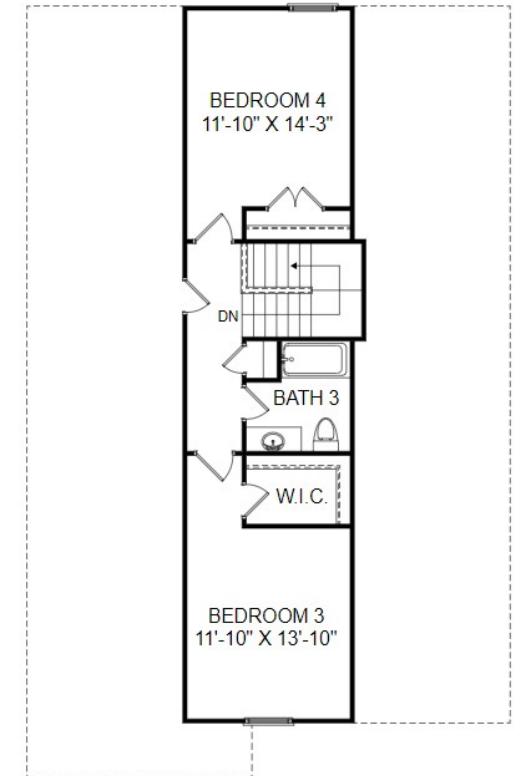 BEDROOM 4
11'-10" X 14'-3"
DN
BATH 3
W.I.C.
BEDROOM 3
11'-10" X 13'-10"